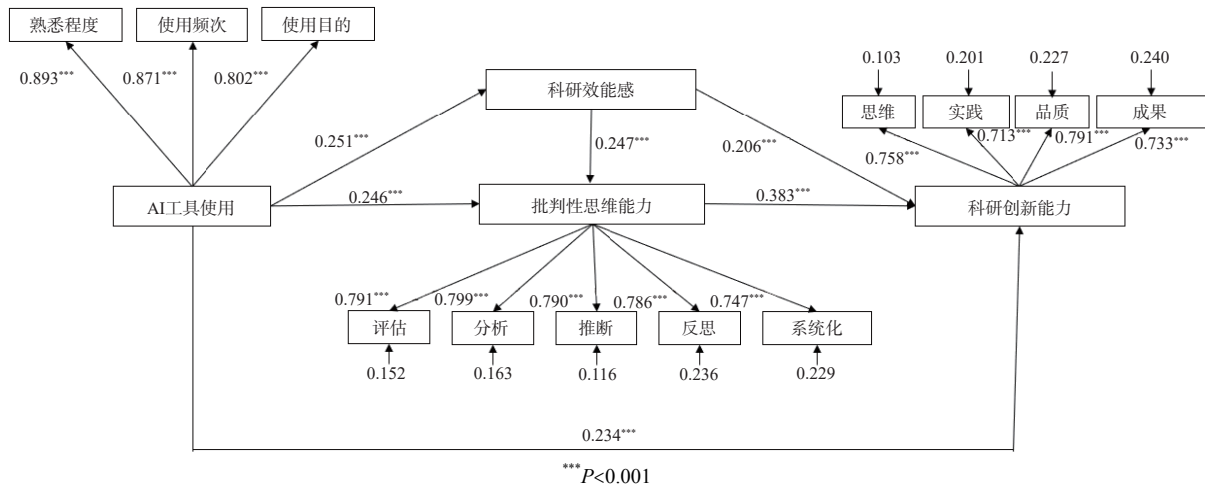 熟悉程度
使用频次
使用目的
0.893***
0.871***
0.802***
0.103
0.201
0.227
0.240
科研效能感
思维
实践
品质
成果
0.251***
0.247***
0.206***
0.758***
0.713***
0.791***
0.733***
AI工具使用
0.246***
批判性思维能力
0.383***
科研创新能力
0.791***
0.799***
0.790***
0.786***
0.747***
评估
分析
推断
反思
系统化
0.152
0.163
0.116
0.236
0.229
0.234***
***P<0.001